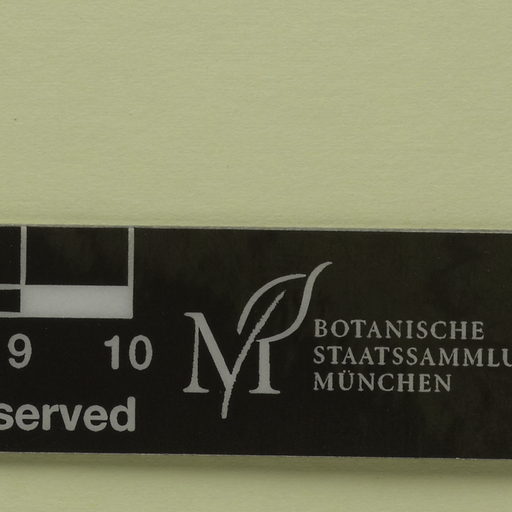 9 10
served
BOTANISCHE
STAATSSAMMLU
MÜNCHEN